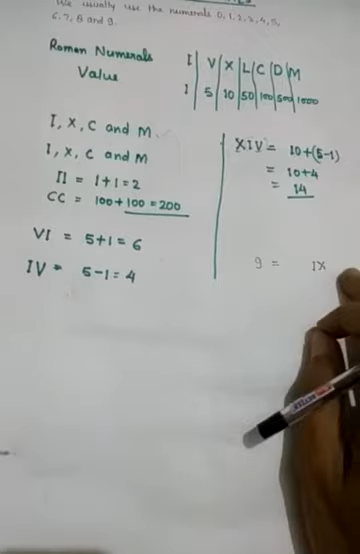 We usually use the numerals 0, 1, 2, 3, 4, 5,
6, 7, 8 and 9.
Roman Numerals I V X L C D M
Value 1 5 10 50 100 500 1000
I, X, C and M.
I, X, C and M
II = 1+1=2
CC = 100+100=200
VI = 5+1=6
IV = 5-1=4
XIV = 10+(5-1)
= 10+4
= 14
9 = IX